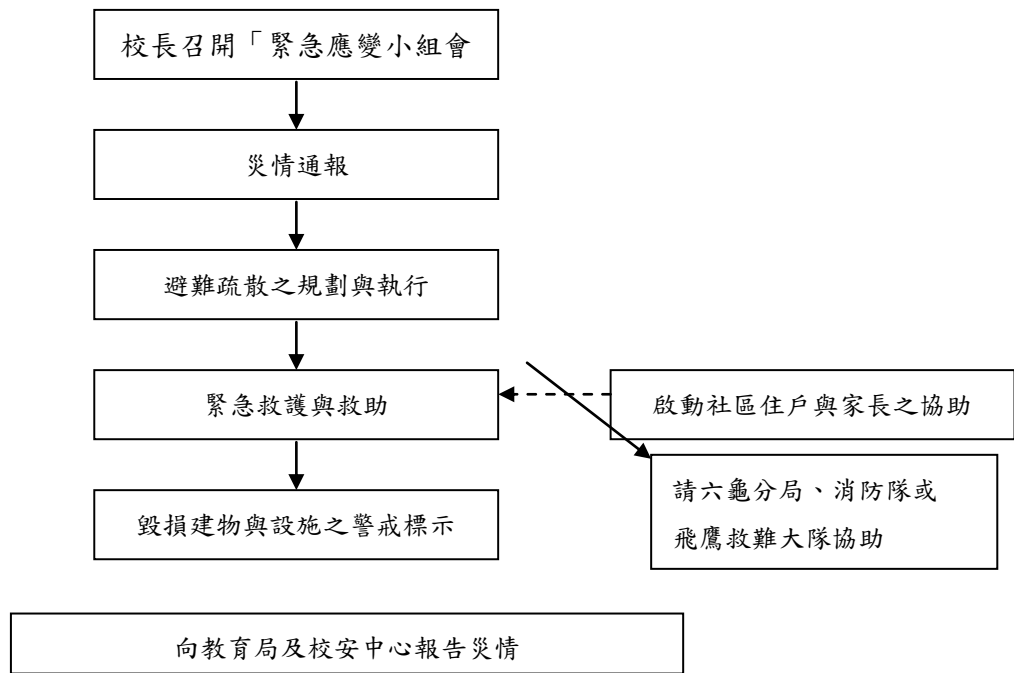 校長召開「緊急應變小組會
災情通報
避難疏散之規劃與執行
緊急救護與救助
啟動社區住戶與家長之協助
請六龜分局、消防隊或
飛鷹救難大隊協助
毀損建物與設施之警戒標示
向教育局及校安中心報告災情